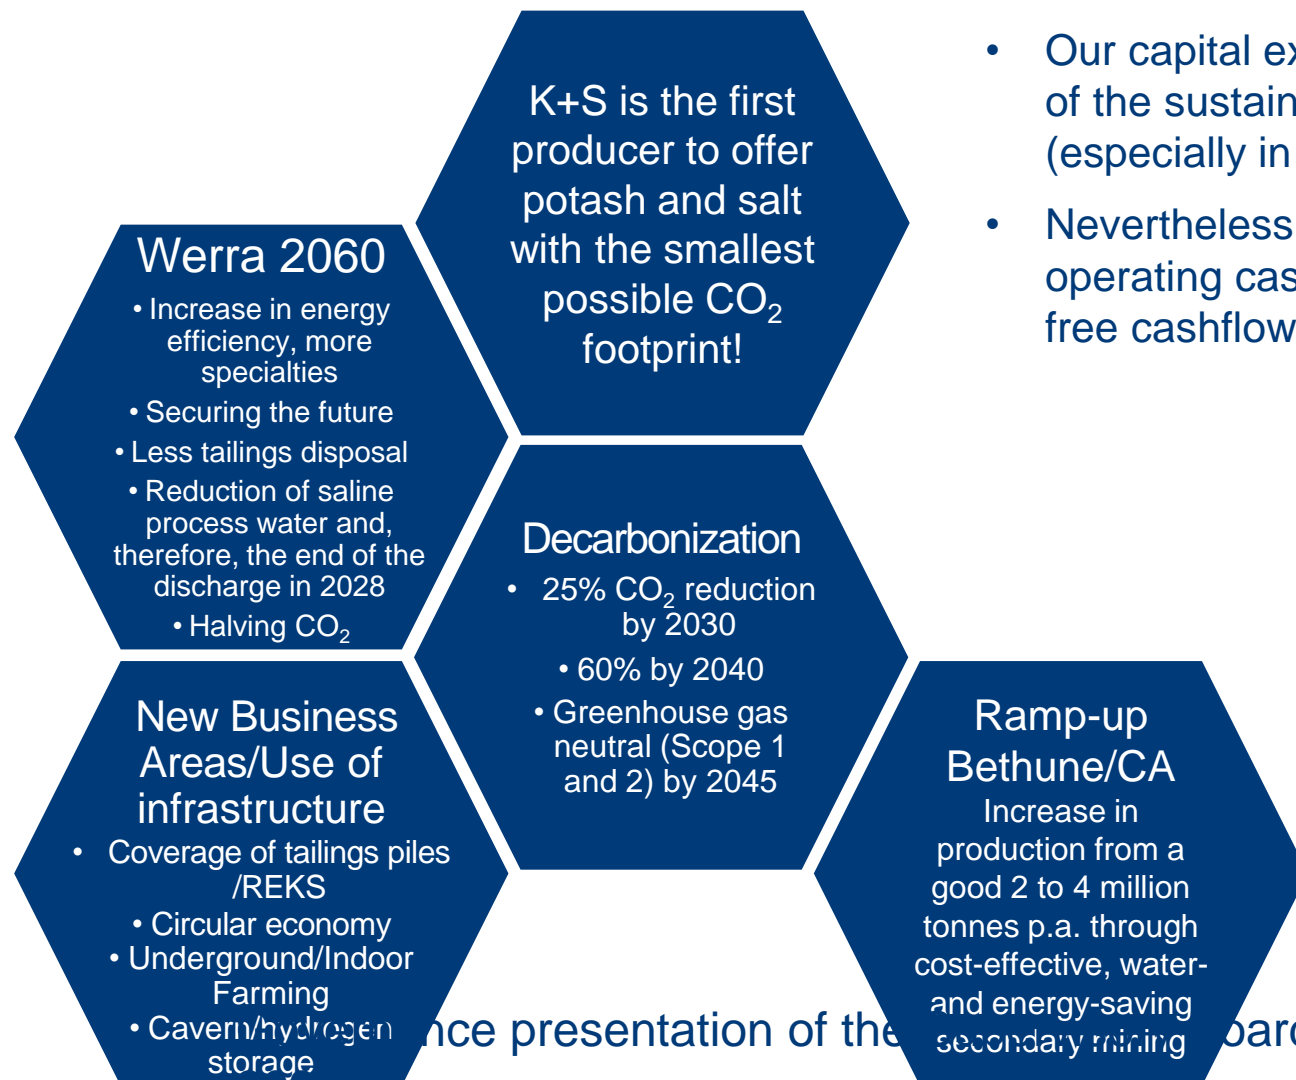 K+S is the first
producer to offer
potash and salt
with the smallest
possible CO₂
footprint!
• Our capital
of the
(especially in
• Nevertheless
operating
free cashflow
Werra 2060
• Increase in energy
efficiency, more
specialties
• Securing the future
• Less tailings disposal
• Reduction of saline
process water and,
therefore, the end of the
discharge in 2028
• Halving CO₂
Decarbonization
• 25% CO₂ reduction
by 2030
• 60% by 2040
• Greenhouse gas
neutral (Scope 1
and 2) by 2045
New Business
Areas/Use of
infrastructure
• Coverage of tailings piles
/REKS
• Circular economy
• Underground/Indoor
Farming
• Cavern/hydrogen
storage
Ramp-up
Bethune/CA
Increase in
production from a
good 2 to 4 million
tonnes p.a. through
cost-effective, water-
and energy-saving
secondary mining
presentation of the